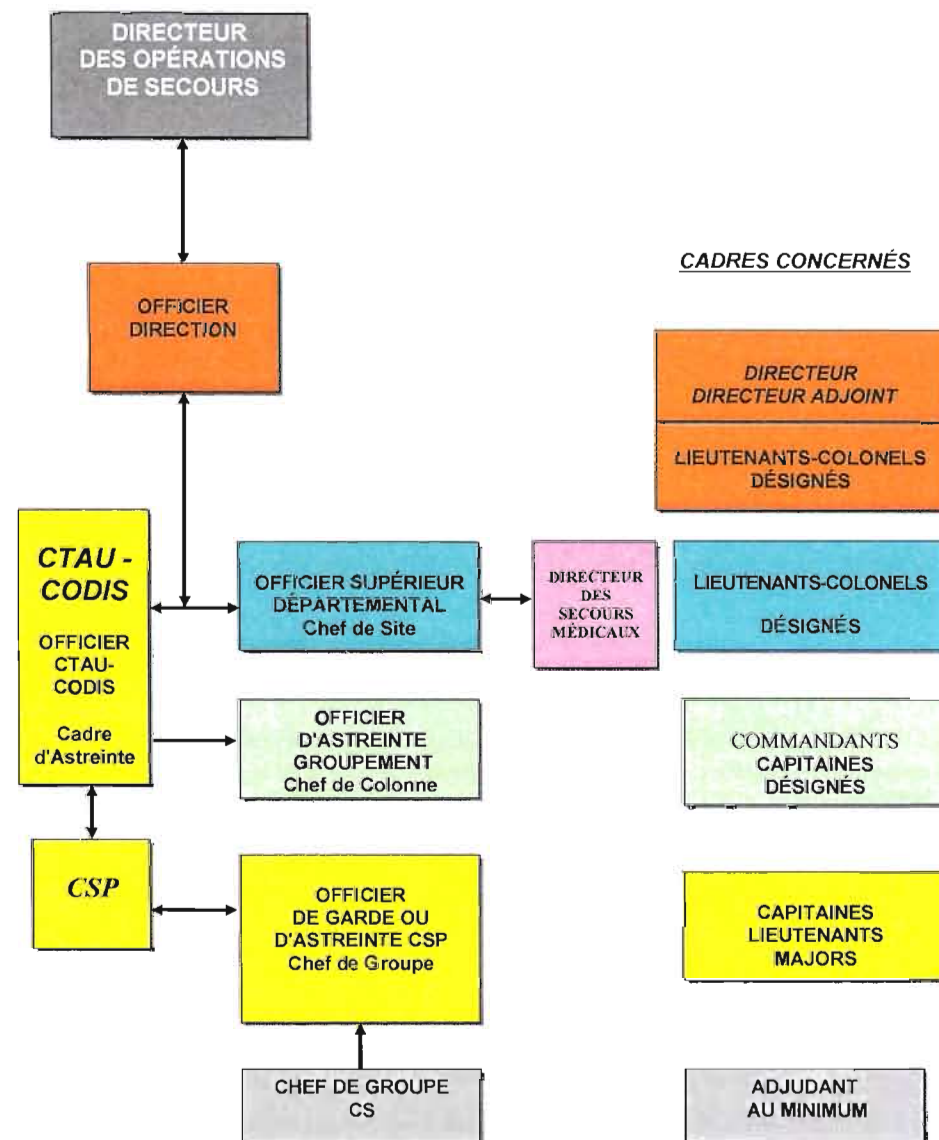 DIRECTEUR
DES OPÉRATIONS
DE SECOURS
CADRES CONCERNÉS
OFFICIER
DIRECTION
DIRECTEUR
DIRECTEUR ADJOINT
LIEUTENANTS-COLONELS
DÉSIGNÉS
CTAU -
CODIS
OFFICIER
CTAU-
CODIS
Cadre
d'Astreinte
OFFICIER SUPÉRIEUR
DÉPARTEMENTAL
Chef de Site
DIRECTEUR
DES
SECOURS
MÉDICAUX
LIEUTENANTS-COLONELS
DÉSIGNÉS
OFFICIER
D'ASTREINTE
GROUPEMENT
Chef de Colonne
COMMANDANTS
CAPITAINES
DÉSIGNÉS
CSP
OFFICIER
DE GARDE OU
D'ASTREINTE CSP
Chef de Groupe
CAPITAINES
LIEUTENANTS
MAJORS
CHEF DE GROUPE
CS
ADJUDANT
AU MINIMUM